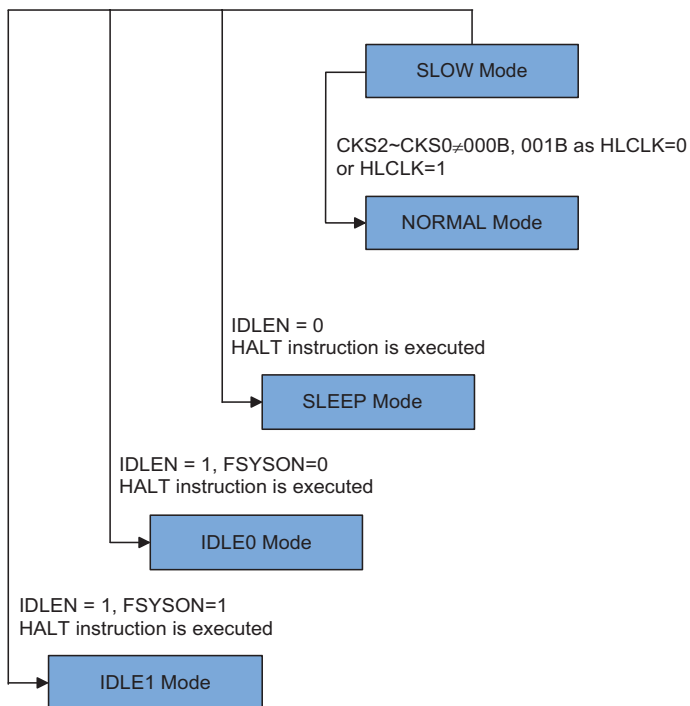 SLOW Mode
CKS2~CKS0≠000B, 001B as HLCLK=0
or HLCLK=1
NORMAL Mode
IDLEN = 0
HALT instruction is executed
SLEEP Mode
IDLEN = 1, FSYSON=0
HALT instruction is executed
IDLE0 Mode
IDLEN = 1, FSYSON=1
HALT instruction is executed
IDLE1 Mode